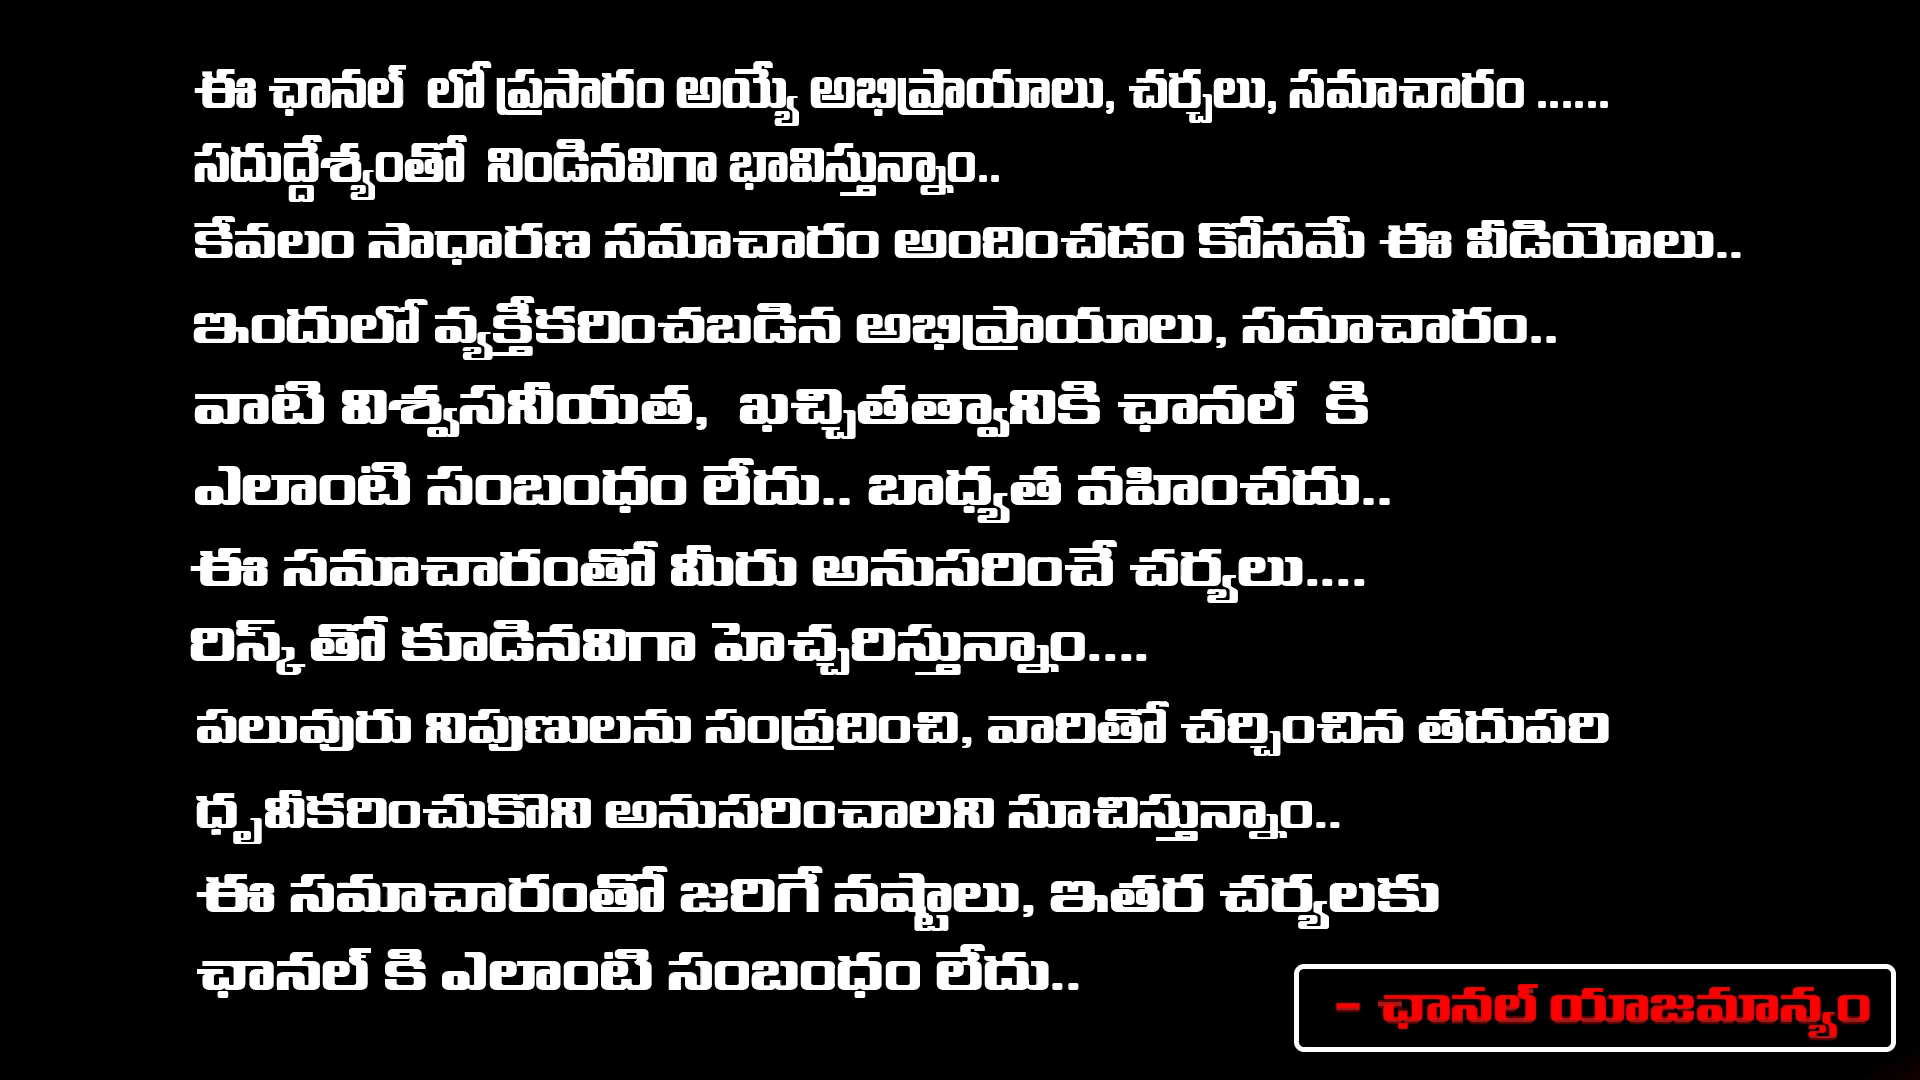 ఈ ఛానల్ లో ప్రసారం అయ్యే అభిప్రాయాలు, చర్చలు, సమాచారం ......
సదుద్దేశ్యంతో నిండినవిగా భావిస్తున్నాం..
కేవలం సాధారణ సమాచారం అందించడం కోసమే ఈ వీడియోలు..
ఇందులో వ్యక్తీకరించబడిన అభిప్రాయాలు, సమాచారం..
వాటి విశ్వసనీయత, ఖచ్చితత్వానికి ఛానల్ కి
ఎలాంటి సంబంధం లేదు.. బాధ్యత వహించదు..
ఈ సమాచారంతో మీరు అనుసరించే చర్యలు....
రిస్క్ తో కూడినవిగా హెచ్చరిస్తున్నాం....
పలువురు నిపుణులను సంప్రదించి, వారితో చర్చించిన తదుపరి
ధృవీకరించుకొని అనుసరించాలని సూచిస్తున్నాం..
ఈ సమాచారంతో జరిగే నష్టాలు, ఇతర చర్యలకు
ఛానల్ కి ఎలాంటి సంబంధం లేదు..
- ఛానల్ యాజమాన్యం